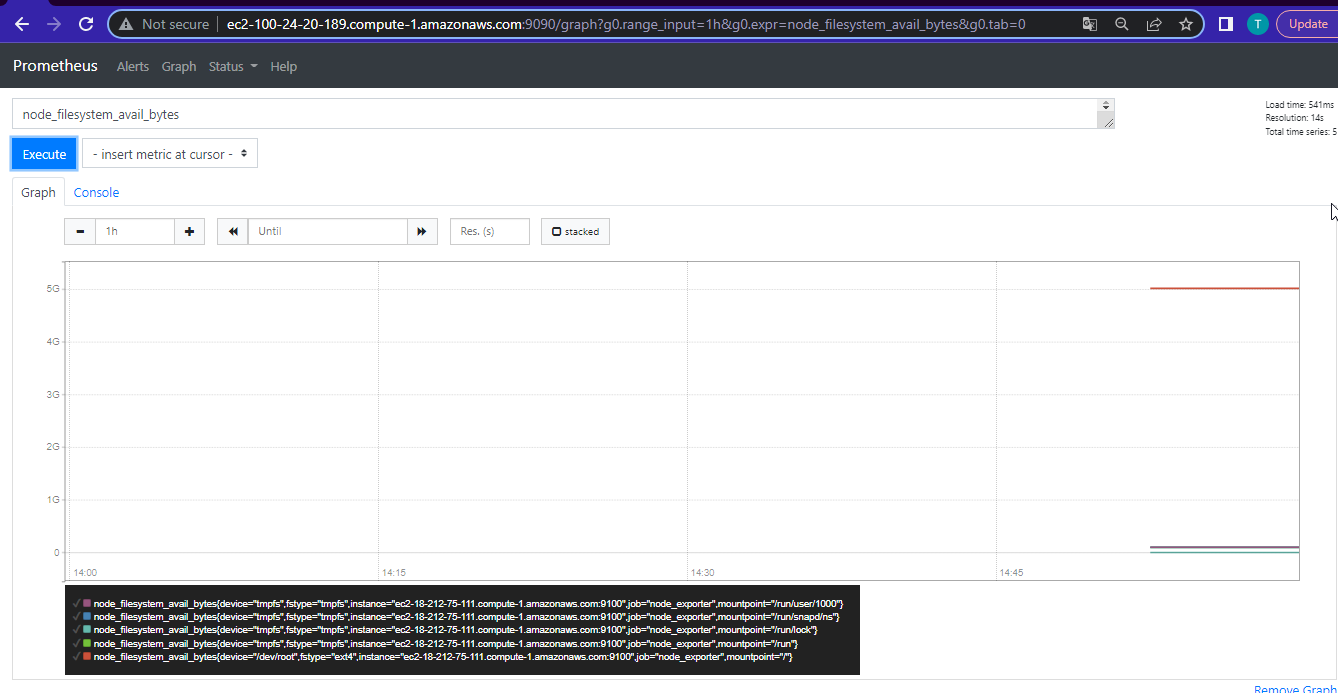 Not secure ec2-100-24-20-189.compute-1.amazonaws.com:9090/graph?g0.range_input=1h&g0.expr=node_filesystem_avail_bytes&g0.tab=0 T Update
Prometheus Alerts Graph Status Help
node_filesystem_avail_bytes
Load time: 541ms
Resolution: 14s
Total time series: 5
Execute - insert metric at cursor -
Graph Console
1h Until Res. (s) stacked
5G
4G
3G
2G
1G
0
14:00 14:15 14:30 14:45
node_filesystem_avail_bytes{device="tmpfs",fstype="tmpfs",instance="ec2-18-212-75-111.compute-1.amazonaws.com:9100",job="node_exporter",mountpoint="/run/user/1000"}
node_filesystem_avail_bytes{device="tmpfs",fstype="tmpfs",instance="ec2-18-212-75-111.compute-1.amazonaws.com:9100",job="node_exporter",mountpoint="/run/snapd/ns"}
node_filesystem_avail_bytes{device="tmpfs",fstype="tmpfs",instance="ec2-18-212-75-111.compute-1.amazonaws.com:9100",job="node_exporter",mountpoint="/run/lock"}
node_filesystem_avail_bytes{device="tmpfs",fstype="tmpfs",instance="ec2-18-212-75-111.compute-1.amazonaws.com:9100",job="node_exporter",mountpoint="/run"}
node_filesystem_avail_bytes{device="/dev/root",fstype="ext4",instance="ec2-18-212-75-111.compute-1.amazonaws.com:9100",job="node_exporter",mountpoint="/"}
Remove Graph